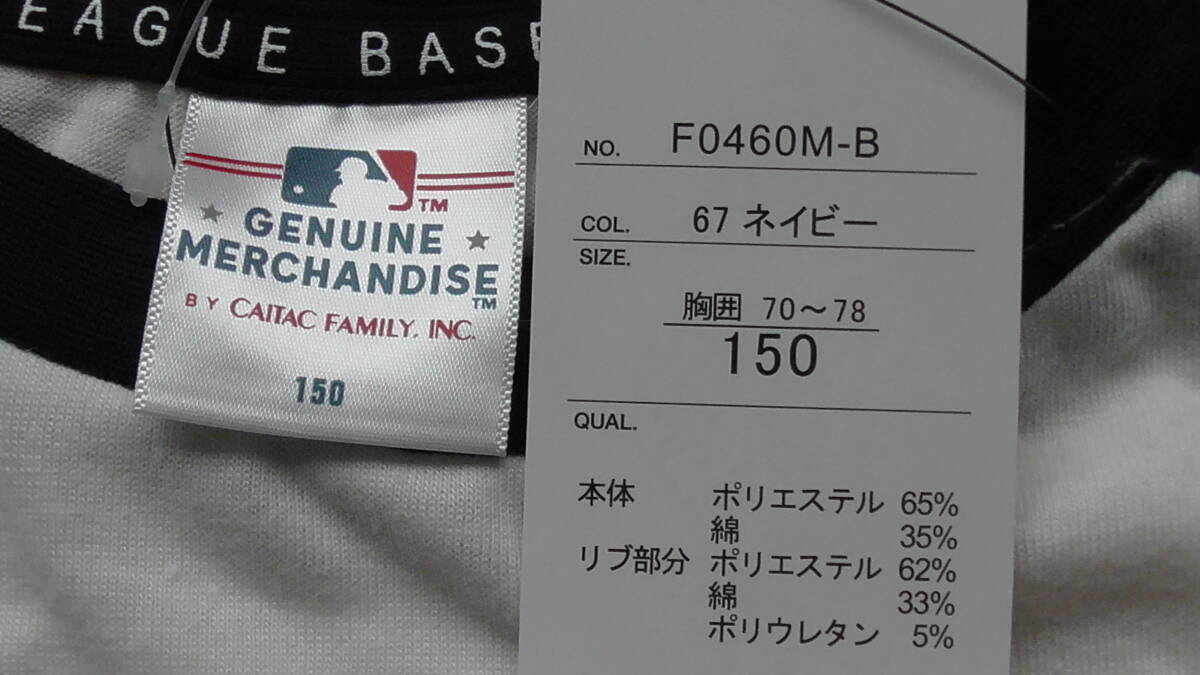 EAGUE BAS
GENUINE
MERCHANDISE™
BY CAITAC FAMILY, INC.
150
TM
NO. F0460M-B
COL. 67 ネイビー
SIZE.
胸囲 70～78
150
QUAL.
本体 ポリエステル 65%
綿 35%
リブ部分 ポリエステル 62%
綿 33%
ポリウレタン 5%